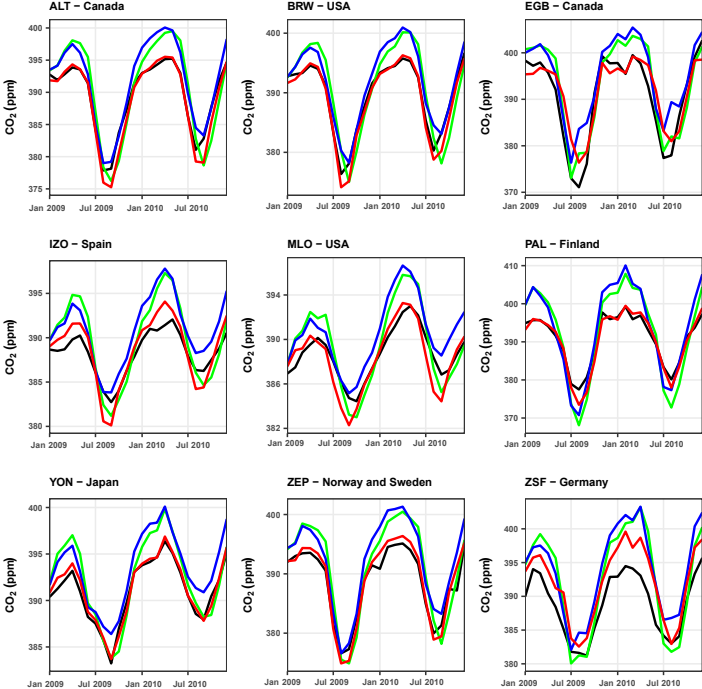 ALT − Canada
BRW − USA
EGB − Canada
CO2 (ppm)
400
395
390
385
380
375
Jan 2009 Jul 2009 Jan 2010 Jul 2010
CO2 (ppm)
400
390
380
Jan 2009 Jul 2009 Jan 2010 Jul 2010
CO2 (ppm)
400
390
380
370
Jan 2009 Jul 2009 Jan 2010 Jul 2010
IZO − Spain
MLO − USA
PAL − Finland
CO2 (ppm)
395
390
385
380
Jan 2009 Jul 2009 Jan 2010 Jul 2010
CO2 (ppm)
394
390
386
382
Jan 2009 Jul 2009 Jan 2010 Jul 2010
CO2 (ppm)
410
400
390
380
370
Jan 2009 Jul 2009 Jan 2010 Jul 2010
YON − Japan
ZEP − Norway and Sweden
ZSF − Germany
CO2 (ppm)
400
395
390
385
Jan 2009 Jul 2009 Jan 2010 Jul 2010
CO2 (ppm)
400
390
380
Jan 2009 Jul 2009 Jan 2010 Jul 2010
CO2 (ppm)
400
395
390
385
380
Jan 2009 Jul 2009 Jan 2010 Jul 2010